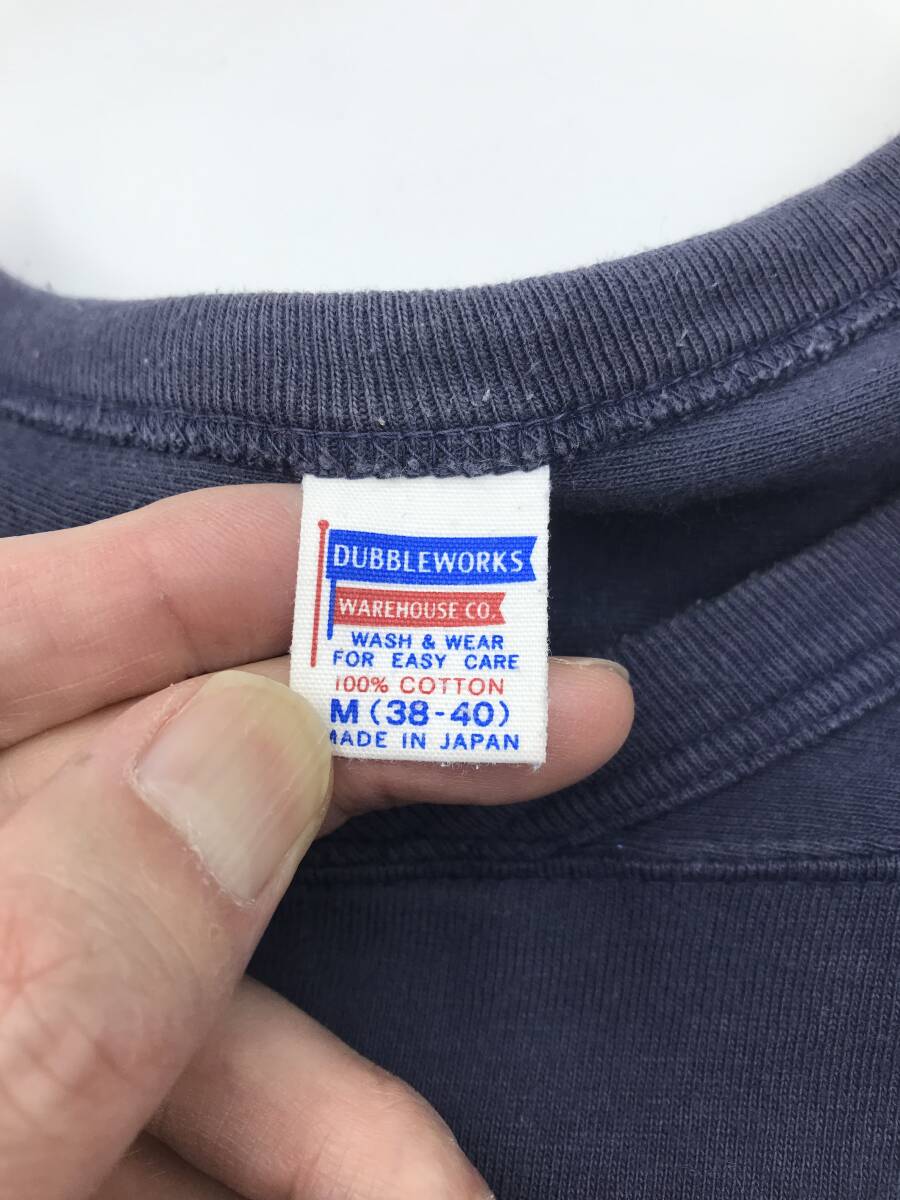 DUBBLEWORKS
WAREHOUSE CO.
WASH & WEAR
FOR EASY CARE
100% COTTON
M (38-40)
MADE IN JAPAN